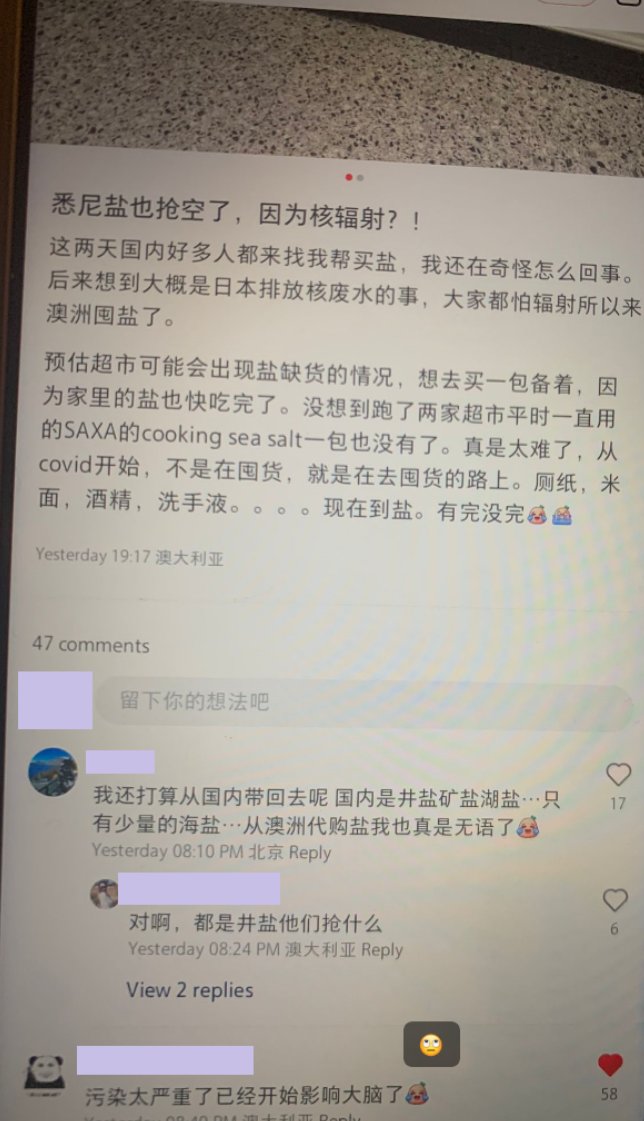 悉尼盐也抢空了，因为核辐射？！
这两天国内好多人都来找我帮买盐，我还在奇怪怎么回事。
后来想到大概是日本排放核废水的事，大家都怕辐射所以来
澳洲囤盐了。
预估超市可能会出现盐缺货的情况，想去买一包备着，因
为家里的盐也快吃完了。没想到跑了两家超市平时一直用
的SAXA的cooking sea salt一包也没有了。真是太难了，从
covid开始，不是在囤货，就是在去囤货的路上。厕纸，米
面，酒精，洗手液。。。。现在到盐。有完没完
Yesterday 19:17 澳大利亚
47 comments
留下你的想法吧
我还打算从国内带回去呢 国内是井盐矿盐湖盐…只
有少量的海盐…从澳洲代购盐我也真是无语了
17
Yesterday 08:10 PM 北京 Reply
对啊，都是井盐他们抢什么
6
Yesterday 08:24 PM 澳大利亚 Reply
View 2 replies
污染太严重了已经开始影响大脑了
58
Yesterday 08:40 PM 澳大利亚 Reply